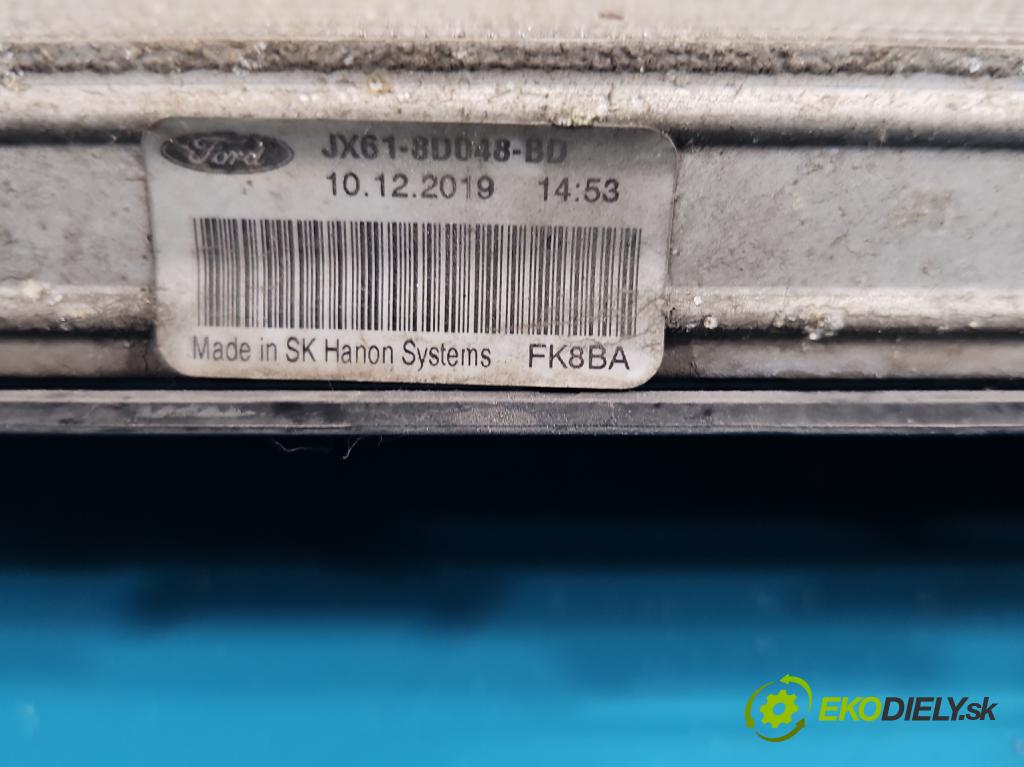 Ford JX61-8D048-BD
10.12.2019 14:53
Made in SK Hanon Systems FK8BA
EKODIELY.sk